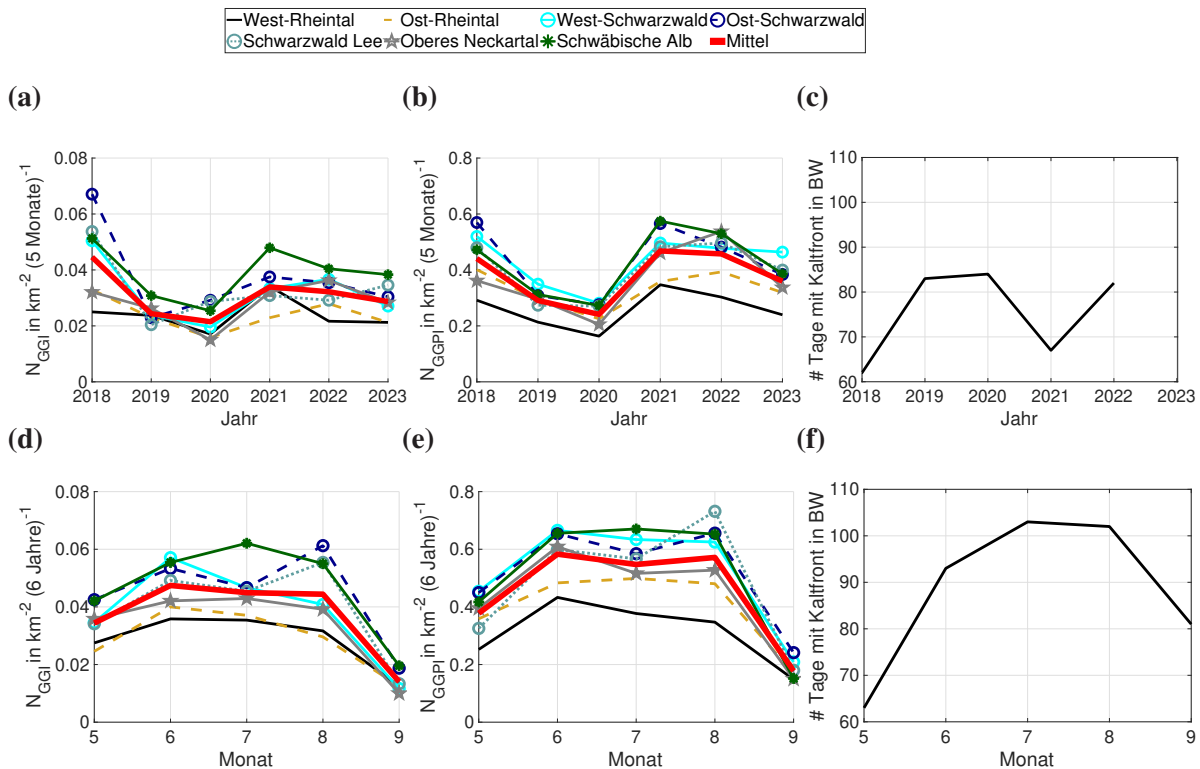 West-Rheintal Ost-Rheintal West-Schwarzwald Ost-Schwarzwald
Schwarzwald Lee Oberes Neckartal Schwäbische Alb Mittel
(a) (b) (c)
N_GGI in km^-2 (5 Monate)^-1
0.08
0.06
0.04
0.02
0
2018 2019 2020 2021 2022 2023
Jahr
N_GGPI in km^-2 (5 Monate)^-1
0.8
0.6
0.4
0.2
0
2018 2019 2020 2021 2022 2023
Jahr
# Tage mit Kaltfront in BW
110
100
90
80
70
60
2018 2019 2020 2021 2022 2023
(d) (e) (f)
N_GGI in km^-2 (6 Jahre)^-1
0.08
0.06
0.04
0.02
0
5 6 7 8 9
Monat
N_GGPI in km^-2 (6 Jahre)^-1
0.8
0.6
0.4
0.2
0
5 6 7 8 9
Monat
# Tage mit Kaltfront in BW
110
100
90
80
70
60
5 6 7 8 9
Monat